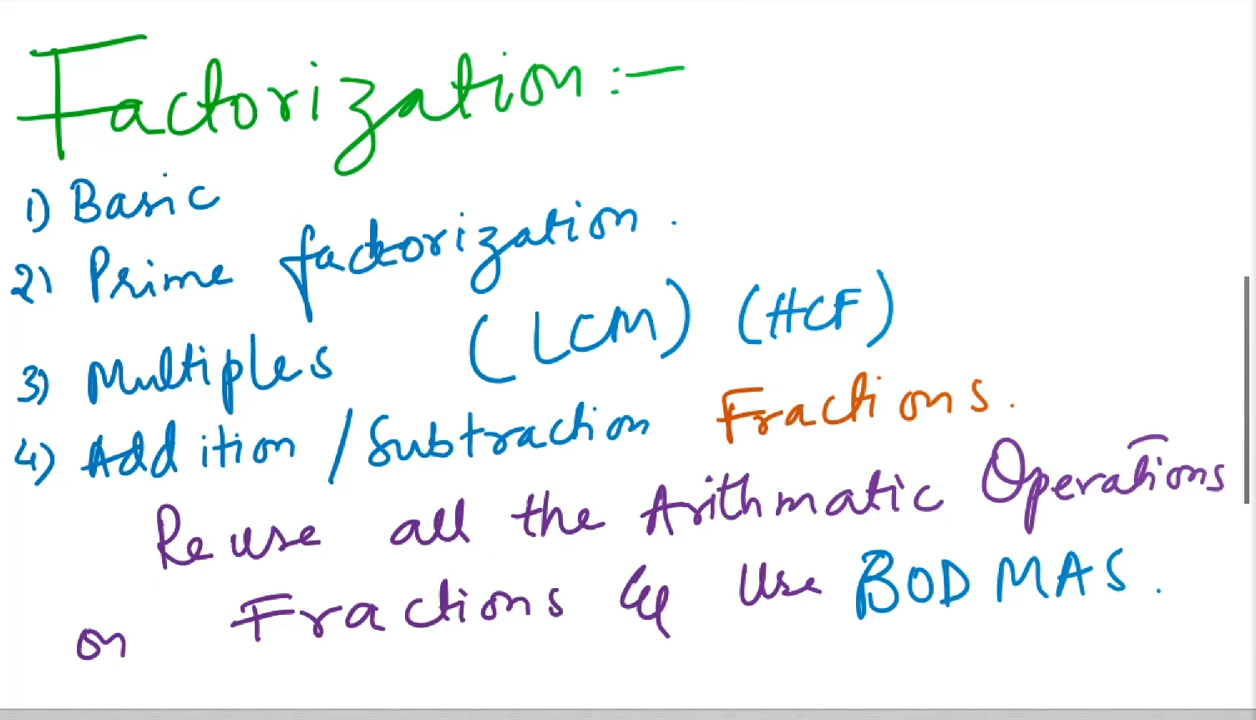 Factorization:-
1) Basic
2) Prime factorization.
3) Multiples (LCM) (HCF)
4) Addition / Subtraction Fractions.
Reuse all the Arithmatic Operations
on Fractions & Use BODMAS.